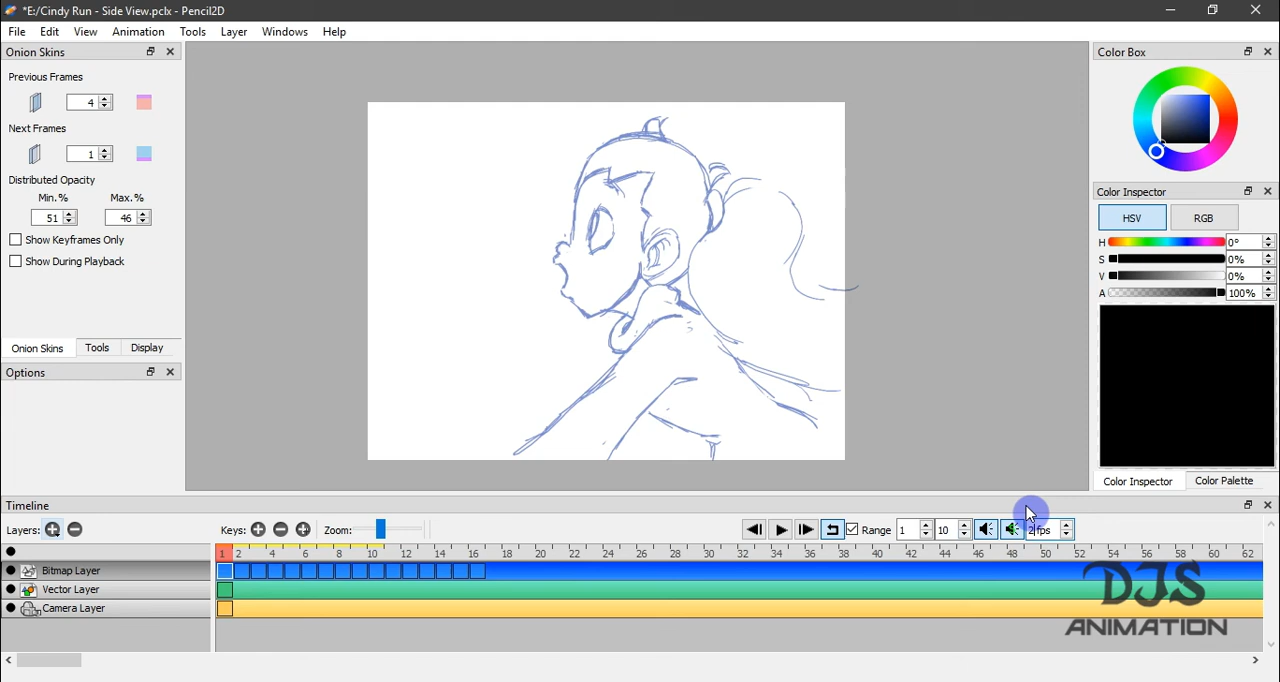 *E:/Cindy Run - Side View.pclx - Pencil2D
File Edit View Animation Tools Layer Windows Help
Onion Skins
Previous Frames
4
Next Frames
1
Distributed Opacity
Min. % Max. %
51 46
Show Keyframes Only
Show During Playback
Onion Skins Tools Display
Options
Color Box
Color Inspector
HSV RGB
H 0°
S 0%
V 0%
A 100%
Color Inspector Color Palette
Timeline
Layers: Keys: Zoom: Range 1 10 2 fps
1 2 4 6 8 10 12 14 16 18 20 22 24 26 28 30 32 34 36 38 40 42 44 46 48 50 52 54 56 58 60 62
Bitmap Layer
Vector Layer
Camera Layer
DJS
ANIMATION